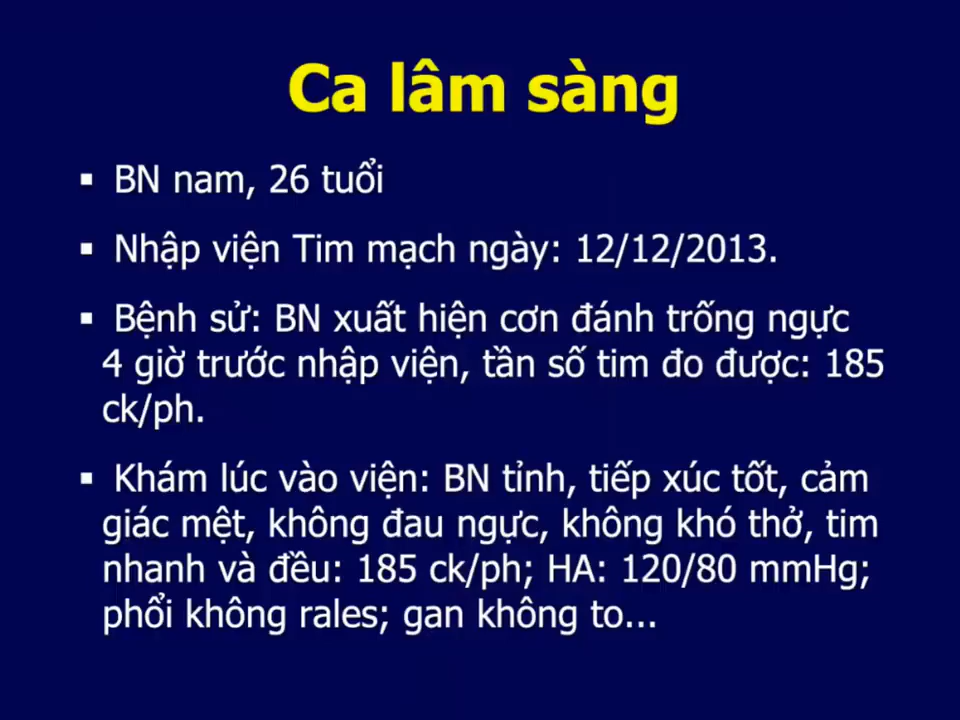 Ca lâm sàng
▪ BN nam, 26 tuổi
▪ Nhập viện Tim mạch ngày: 12/12/2013.
▪ Bệnh sử: BN xuất hiện cơn đánh trống ngực
4 giờ trước nhập viện, tần số tim đo được: 185
ck/ph.
▪ Khám lúc vào viện: BN tỉnh, tiếp xúc tốt, cảm
giác mệt, không đau ngực, không khó thở, tim
nhanh và đều: 185 ck/ph; HA: 120/80 mmHg;
phổi không rales; gan không to...